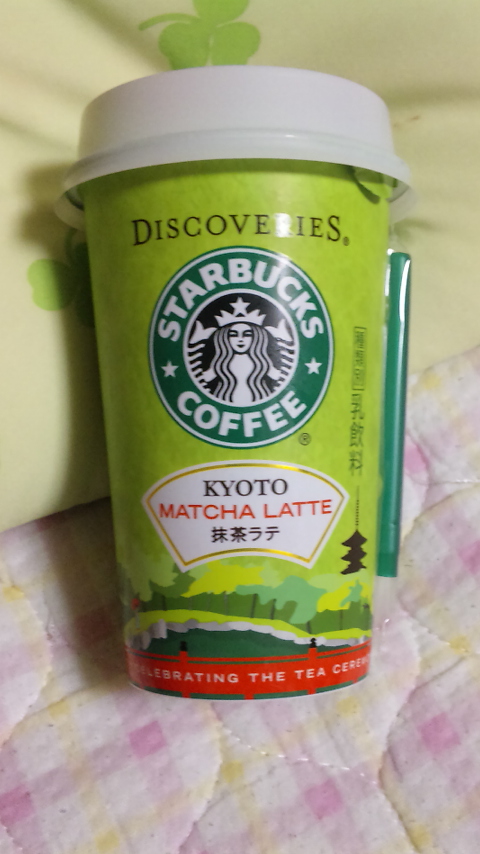 DISCOVERIES®
STARBUCKS
COFFEE
®
種類別 乳飲料
KYOTO
MATCHA LATTE
抹茶ラテ
CELEBRATING THE TEA